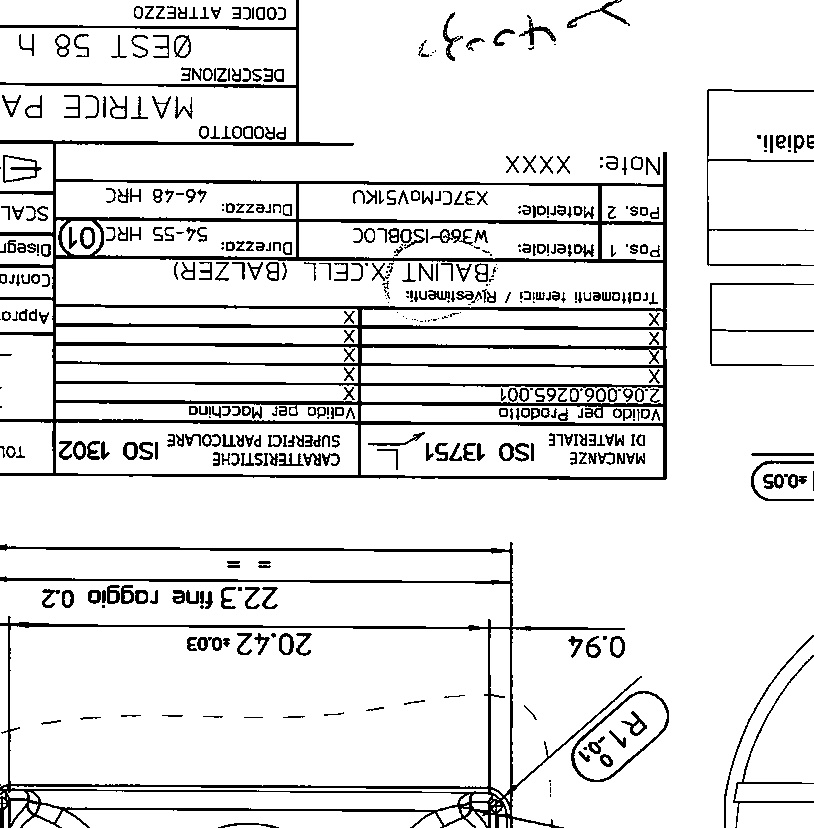 R1 0 -0.1
0.94
20.42 ±0.03
22.3 fine raggio 0.2
= =
±0.05
MANCANZE DI MATERIALE ISO 13751
CARATTERISTICHE SUPERFICI PARTICOLARE ISO 1302
TOL
Valido per Prodotto Valido per Macchina
2.06.006.0265.001 X
X X
X X
X X
X X
Appro
Trattamenti termici / Rivestimenti:
(BALINT X.CELL (BALZER)
Contro
Pos. 1 Materiale: W360-ISOBLOC Durezza: 54-55 HRC 01
Disegn
Pos. 2 Materiale: X37CrMoV51KU Durezza: 46-48 HRC
SCAL
Note: XXXX
adiali.
PRODOTTO
MATRICE PA
DESCRIZIONE
ØEST 58 h
CODICE ATTREZZO